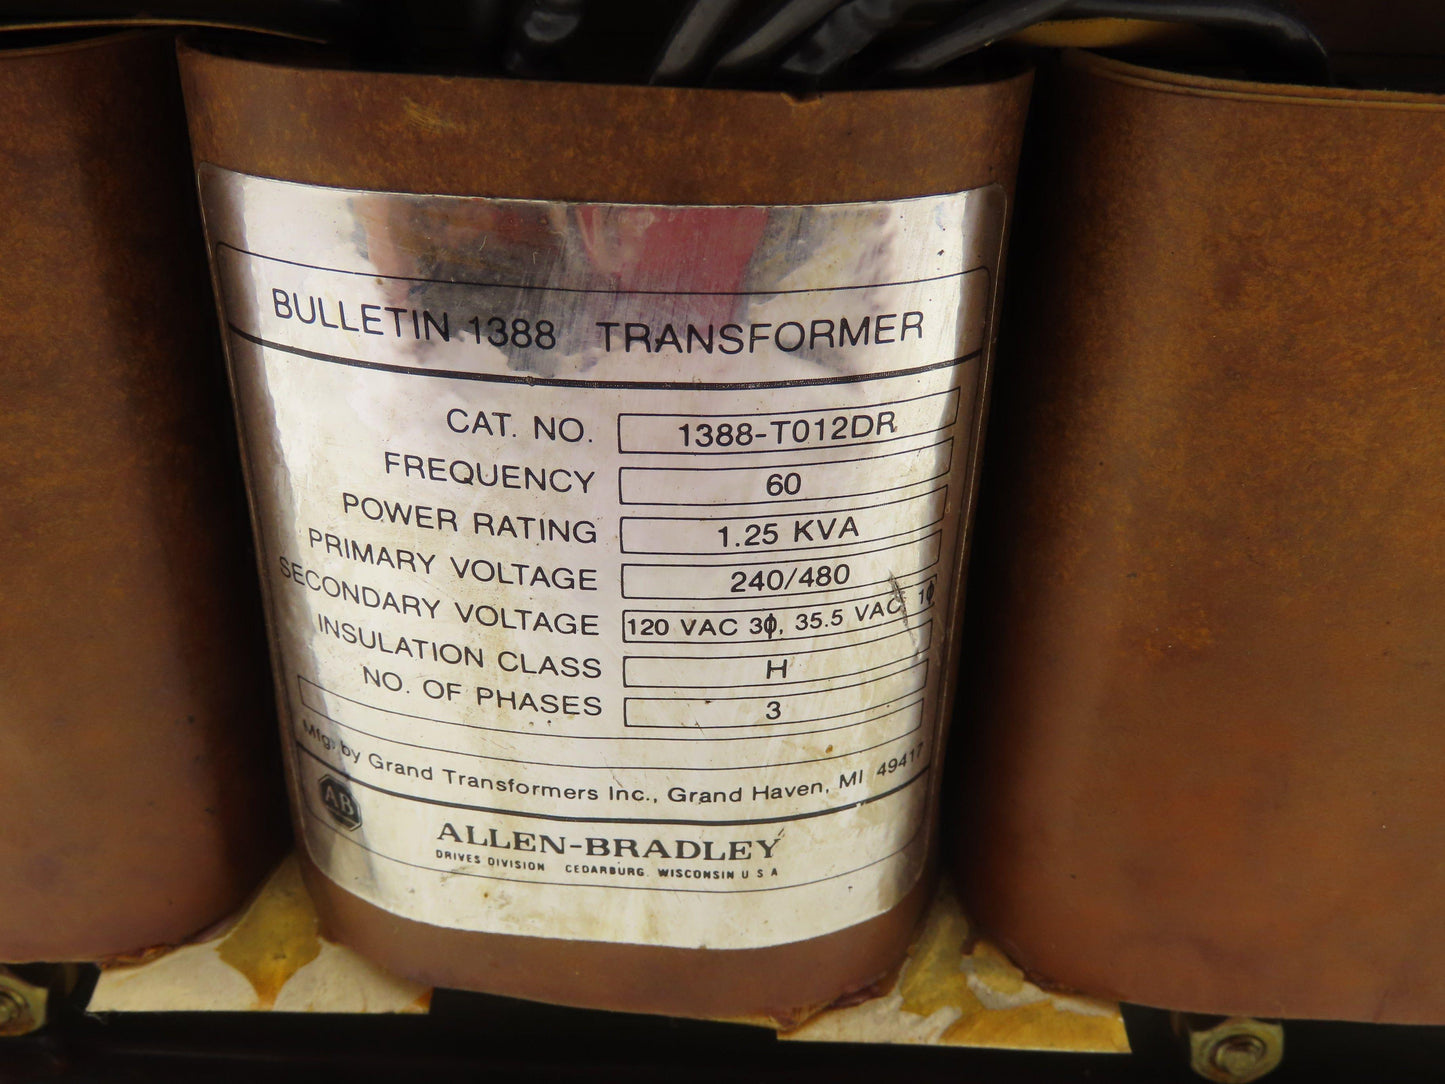 BULLETIN 1388 TRANSFORMER
CAT. NO. 1388-T012DR
FREQUENCY 60
POWER RATING 1.25 KVA
PRIMARY VOLTAGE 240/480
SECONDARY VOLTAGE 120 VAC 3ϕ, 35.5 VAC 1ϕ
INSULATION CLASS H
NO. OF PHASES 3
Mfg. by Grand Transformers Inc., Grand Haven, MI 49417
AB
ALLEN-BRADLEY
DRIVES DIVISION CEDARBURG. WISCONSIN U S A